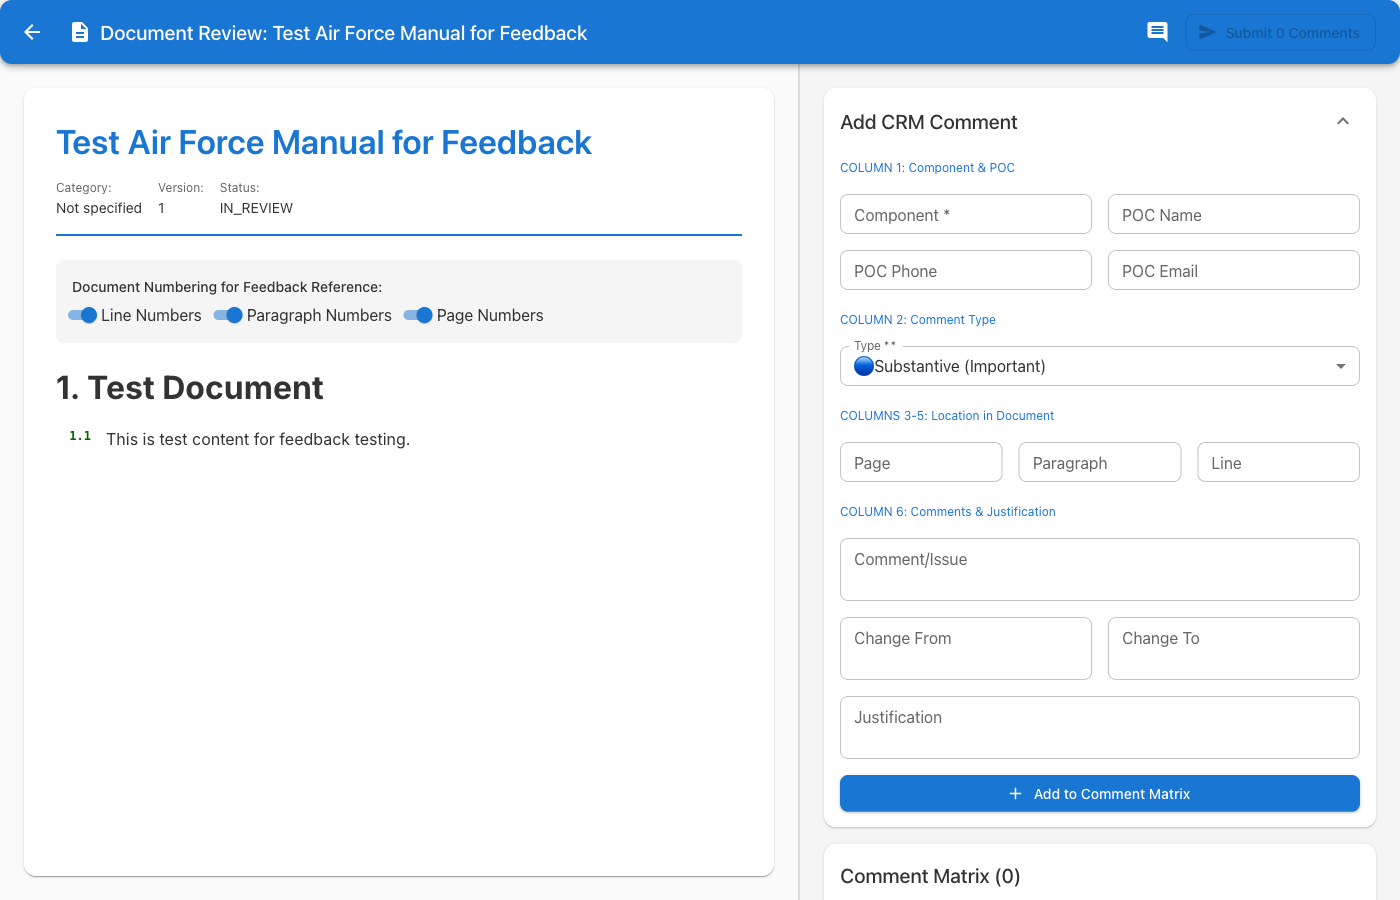 Document Review: Test Air Force Manual for Feedback
Submit 0 Comments
Test Air Force Manual for Feedback
Category: Version: Status:
Not specified 1 IN_REVIEW
Document Numbering for Feedback Reference:
Line Numbers Paragraph Numbers Page Numbers
1. Test Document
1.1 This is test content for feedback testing.
Add CRM Comment
COLUMN 1: Component & POC
Component * POC Name
POC Phone POC Email
COLUMN 2: Comment Type
Type * *
Substantive (Important)
COLUMNS 3-5: Location in Document
Page Paragraph Line
COLUMN 6: Comments & Justification
Comment/Issue
Change From Change To
Justification
Add to Comment Matrix
Comment Matrix (0)